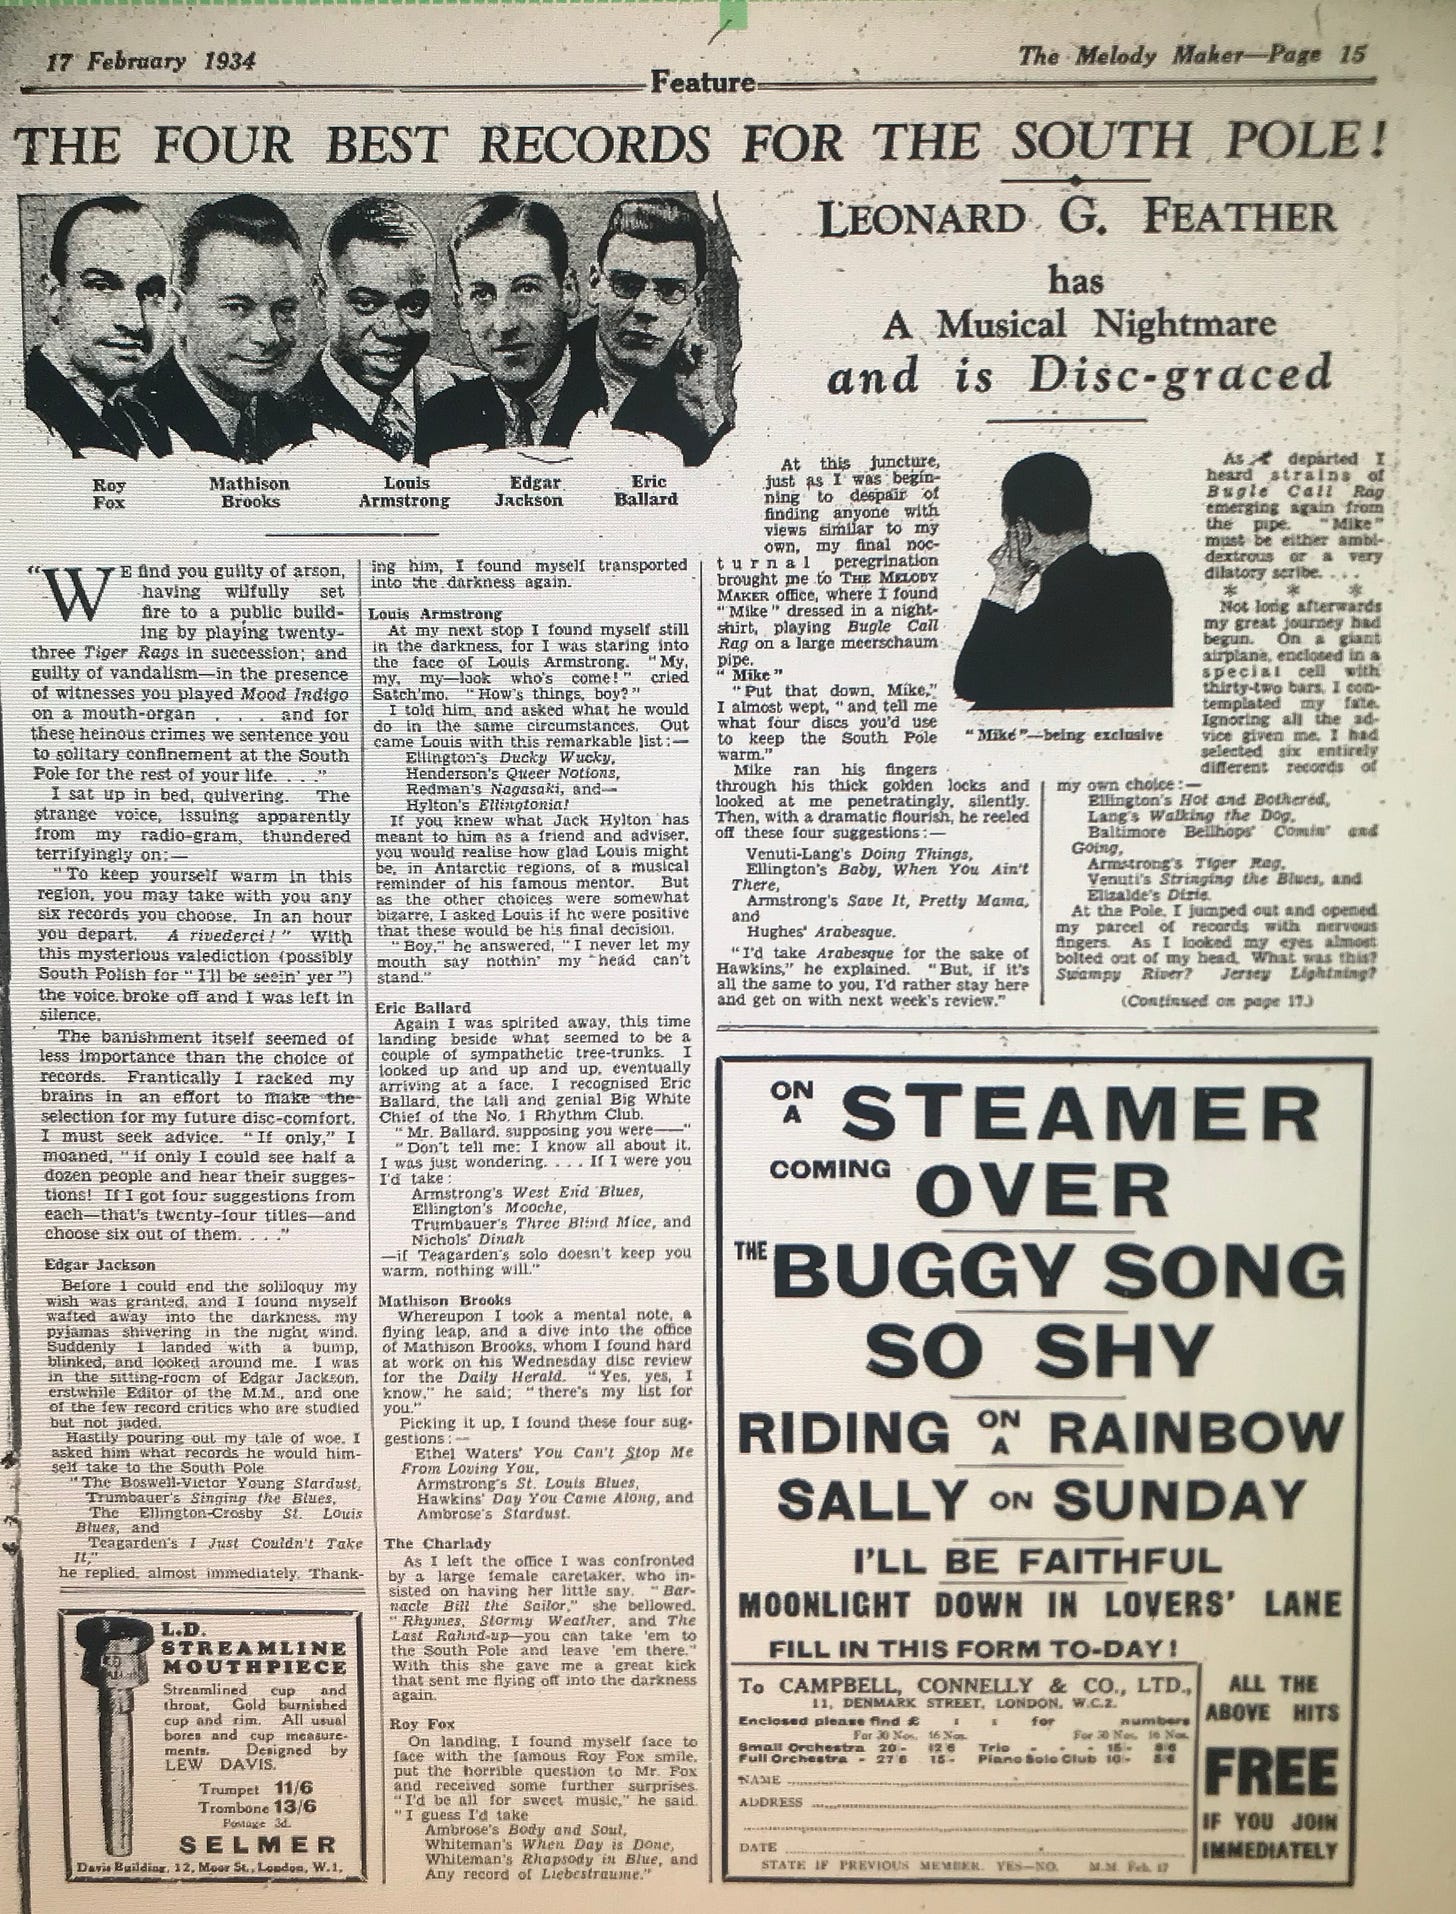 17 February 1934
The Melody Maker—Page 15
Feature
THE FOUR BEST RECORDS FOR THE SOUTH POLE!
LEONARD G. FEATHER
has
A Musical Nightmare
and is Disc-graced
Roy
Fox
Mathison
Brooks
Louis
Armstrong
Edgar
Jackson
Eric
Ballard
"WE find you guilty of arson,
having wilfully set
fire to a public build-
ing by playing twenty-
three Tiger Rags in succession; and
guilty of vandalism—in the presence
of witnesses you played Mood Indigo
on a mouth-organ . . . and for
these heinous crimes we sentence you
to solitary confinement at the South
Pole for the rest of your life. . . ."
I sat up in bed, quivering. The
strange voice, issuing apparently
from my radio-gram, thundered
terrifyingly on:—
"To keep yourself warm in this
region, you may take with you any
six records you choose. In an hour
you depart. A rivederci!" With
this mysterious valediction (possibly
South Polish for "I'll be seein' yer")
the voice broke off and I was left in
silence.
The banishment itself seemed of
less importance than the choice of
records. Frantically I racked my
brains in an effort to make the
selection for my future disc-comfort.
I must seek advice. "If only," I
moaned, "if only I could see half a
dozen people and hear their sugges-
tions! If I got four suggestions from
each—that's twenty-four titles—and
choose six out of them. . . ."
Edgar Jackson
Before I could end the soliloquy my
wish was granted, and I found myself
wafted away into the darkness, my
pyjamas shivering in the night wind.
Suddenly I landed with a bump,
blinked, and looked around me. I was
in the sitting-room of Edgar Jackson,
erstwhile Editor of the M.M., and one
of the few record critics who are studied
but not jaded.
Hastily pouring out my tale of woe, I
asked him what records he would him-
self take to the South Pole
"The Boswell-Victor Young Stardust,
Trumbauer's Singing the Blues,
The Ellington-Crosby St. Louis
Blues, and
Teagarden's I Just Couldn't Take
It,"
he replied, almost immediately. Thank-
L.D.
STREAMLINE
MOUTHPIECE
Streamlined cup and
throat, Gold burnished
cup and rim. All usual
bores and cup measure-
ments. Designed by
LEW DAVIS.
Trumpet 11/6
Trombone 13/6
Postage 3d.
SELMER
Davis Building, 12, Moor St., London, W.1.
ing him, I found myself transported
into the darkness again.
Louis Armstrong
At my next stop I found myself still
in the darkness, for I was staring into
the face of Louis Armstrong. "My,
my, my—look who's come!" cried
Satch'mo. "How's things, boy?"
I told him, and asked what he would
do in the same circumstances. Out
came Louis with this remarkable list:—
Ellington's Ducky Wucky,
Henderson's Queer Notions,
Redman's Nagasaki, and—
Hylton's Ellingtonia!
If you knew what Jack Hylton has
meant to him as a friend and adviser,
you would realise how glad Louis might
be, in Antarctic regions, of a musical
reminder of his famous mentor. But
as the other choices were somewhat
bizarre, I asked Louis if he were positive
that these would be his final decision.
"Boy," he answered, "I never let my
mouth say nothin' my head can't
stand."
Eric Ballard
Again I was spirited away, this time
landing beside what seemed to be a
couple of sympathetic tree-trunks. I
looked up and up and up, eventually
arriving at a face. I recognised Eric
Ballard, the tall and genial Big White
Chief of the No. 1 Rhythm Club.
"Mr. Ballard, supposing you were——"
"Don't tell me; I know all about it.
I was just wondering. . . . If I were you
I'd take:
Armstrong's West End Blues,
Ellington's Mooche,
Trumbauer's Three Blind Mice, and
Nichols' Dinah
—if Teagarden's solo doesn't keep you
warm, nothing will."
Mathison Brooks
Whereupon I took a mental note, a
flying leap, and a dive into the office
of Mathison Brooks, whom I found hard
at work on his Wednesday disc review
for the Daily Herald. "Yes, yes, I
know," he said; "there's my list for
you."
Picking it up, I found these four sug-
gestions:—
Ethel Waters' You Can't Stop Me
From Loving You,
Armstrong's St. Louis Blues,
Hawkins' Day You Came Along, and
Ambrose's Stardust.
The Charlady
As I left the office I was confronted
by a large female caretaker, who in-
sisted on having her little say. "Bar-
nacle Bill the Sailor," she bellowed.
"Rhymes, Stormy Weather, and The
Last Round-up—you can take 'em to
the South Pole and leave 'em there."
With this she gave me a great kick
that sent me flying off into the darkness
again.
Roy Fox
On landing, I found myself face to
face with the famous Roy Fox smile,
put the horrible question to Mr. Fox
and received some further surprises.
"I'd be all for sweet music," he said.
"I guess I'd take
Ambrose's Body and Soul,
Whiteman's When Day is Done,
Whiteman's Rhapsody in Blue, and
Any record of Liebestraume."
At this juncture,
just as I was begin-
ning to despair of
finding anyone with
views similar to my
own, my final noc-
turnal peregrination
brought me to THE MELODY
MAKER office, where I found
"Mike" dressed in a night-
shirt, playing Bugle Call
Rag on a large meerschaum
pipe.
"Mike"
"Put that down, Mike,"
I almost wept, "and tell me
what four discs you'd use
to keep the South Pole
warm."
Mike ran his fingers
through his thick golden locks and
looked at me penetratingly, silently.
Then, with a dramatic flourish, he reeled
off these four suggestions:—
Venuti-Lang's Doing Things,
Ellington's Baby, When You Ain't
There,
Armstrong's Save It, Pretty Mama,
and
Hughes' Arabesque.
"I'd take Arabesque for the sake of
Hawkins," he explained. "But, if it's
all the same to you, I'd rather stay here
and get on with next week's review."
"Mike"—being exclusive
As I departed I
heard strains of
Bugle Call Rag
emerging again from
the pipe. "Mike"
must be either ambi-
dextrous or a very
dilatory scribe. . . .
* * *
Not long afterwards
my great journey had
begun. On a giant
airplane, enclosed in a
special cell with
thirty-two bars, I con-
templated my fate.
Ignoring all the ad-
vice given me, I had
selected six entirely
different records of
my own choice:—
Ellington's Hot and Bothered,
Lang's Walking the Dog,
Baltimore Bellhops' Comin' and
Going,
Armstrong's Tiger Rag,
Venuti's Stringing the Blues, and
Elizalde's Dixie.
At the Pole, I jumped out and opened
my parcel of records with nervous
fingers. As I looked my eyes almost
bolted out of my head. What was this?
Swampy River? Jersey Lightning?
(Continued on page 17.)
ON A STEAMER
COMING OVER
THE BUGGY SONG
SO SHY
RIDING ON A RAINBOW
SALLY ON SUNDAY
I'LL BE FAITHFUL
MOONLIGHT DOWN IN LOVERS' LANE
FILL IN THIS FORM TO-DAY!
To CAMPBELL, CONNELLY & CO., LTD.,
11, DENMARK STREET, LONDON, W.C.2.
Enclosed please find £ : : for numbers
For 30 Nos. 16 Nos. For 30 Nos. 16 Nos.
Small Orchestra 20/- 12/6 Trio - - - 15/-
Full Orchestra - 27/6 15/- Piano Solo Club 10/-
NAME
ADDRESS
DATE
STATE IF PREVIOUS MEMBER. YES—NO. M.M. Feb. 17
ALL THE
ABOVE HITS
FREE
IF YOU JOIN
IMMEDIATELY